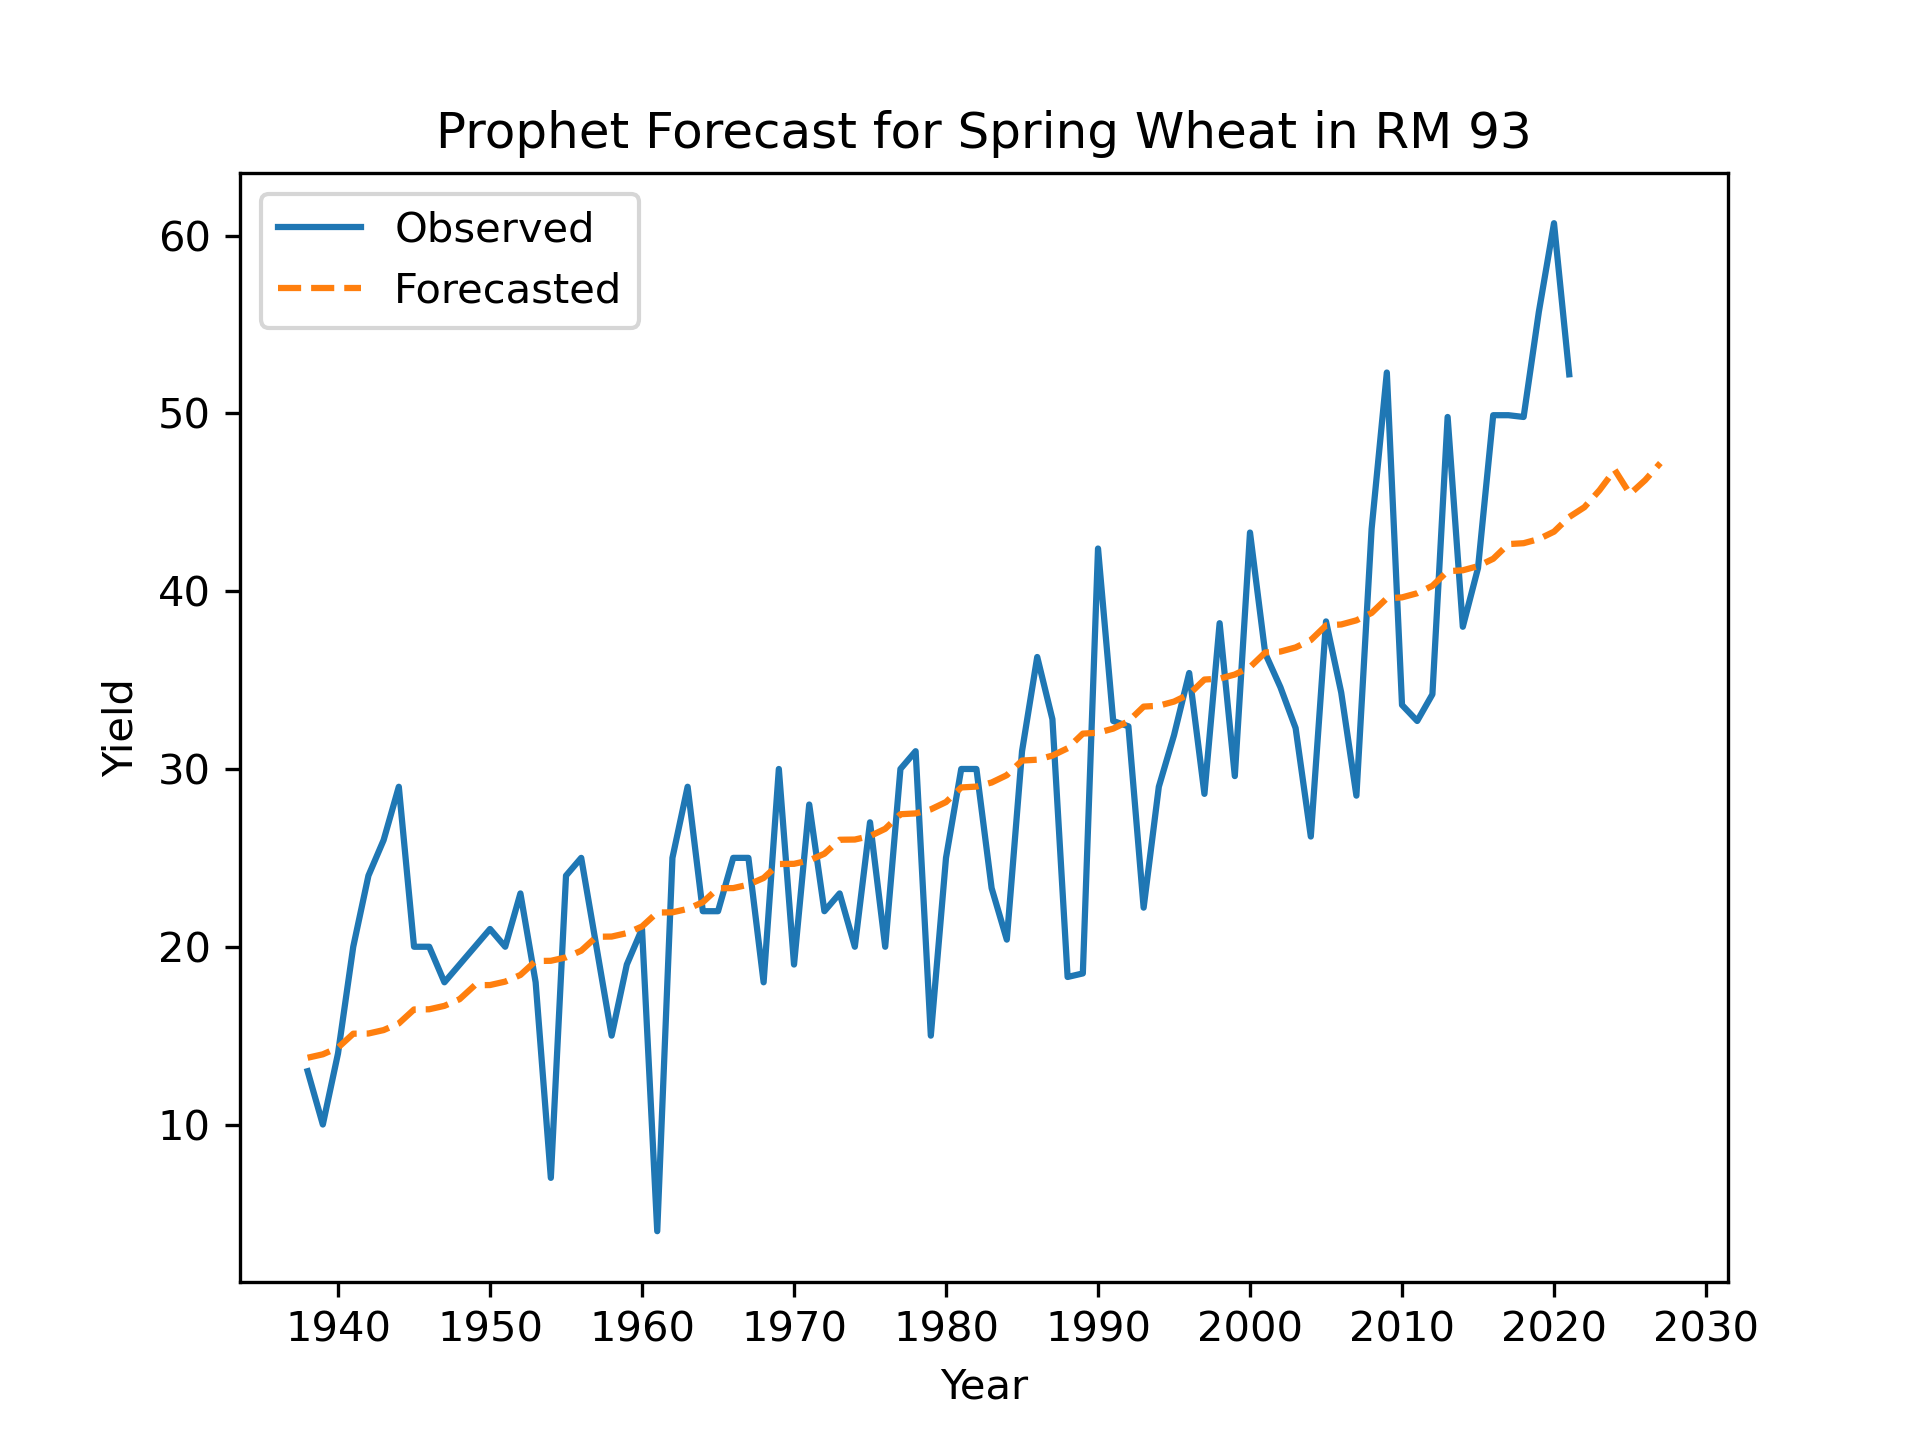 Prophet Forecast for Spring Wheat in RM 93
Observed
Forecasted
60
50
40
30
20
10
Yield
1940 1950 1960 1970 1980 1990 2000 2010 2020 2030
Year